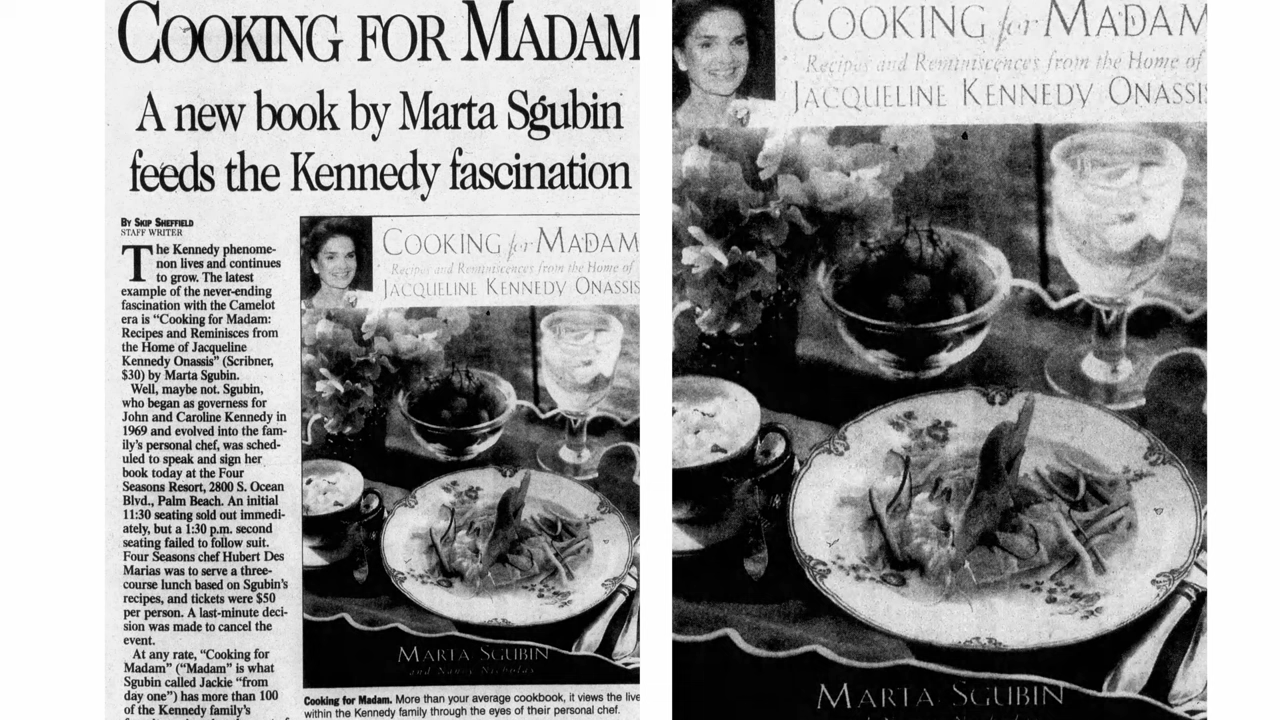 COOKING FOR MADAM
A new book by Marta Sgubin
feeds the Kennedy fascination
BY SKIP SHEFFIELD
STAFF WRITER
The Kennedy phenome-
non lives and continues
to grow. The latest
example of the never-ending
fascination with the Camelot
era is “Cooking for Madam:
Recipes and Reminisces from
the Home of Jacqueline
Kennedy Onassis” (Scribner,
$30) by Marta Sgubin.
Well, maybe not. Sgubin,
who began as governess for
John and Caroline Kennedy in
1969 and evolved into the fam-
ily’s personal chef, was sched-
uled to speak and sign her
book today at the Four
Seasons Resort, 2800 S. Ocean
Blvd., Palm Beach. An initial
11:30 seating sold out immedi-
ately, but a 1:30 p.m. second
seating failed to follow suit.
Four Seasons chef Hubert Des
Marias was to serve a three-
course lunch based on Sgubin’s
recipes, and tickets were $50
per person. A last-minute deci-
sion was made to cancel the
event.
At any rate, “Cooking for
Madam” (“Madam” is what
Sgubin called Jackie “from
day one”) has more than 100
of the Kennedy family’s
COOKING for MADAM
Recipes and Reminiscences from the Home of
JACQUELINE KENNEDY ONASSIS
MARTA SGUBIN
and Nancy Nicholas
Cooking for Madam. More than your average cookbook, it views the live
within the Kennedy family through the eyes of their personal chef.
COOKING for MADAM
Recipes and Reminiscences from the Home of
JACQUELINE KENNEDY ONASSIS
MARTA SGUBIN